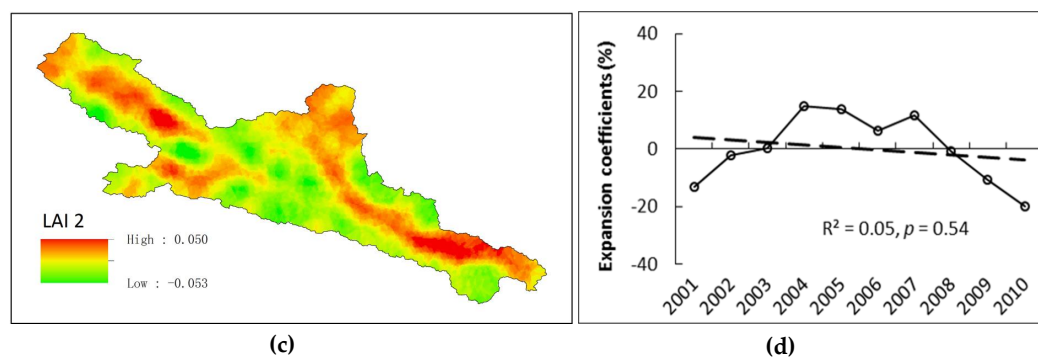 LAI 2
High : 0.050
Low : -0.053
(c)
Expansion coefficients (%)
40
20
0
-20
-40
R² = 0.05, p = 0.54
2001 2002 2003 2004 2005 2006 2007 2008 2009 2010
(d)